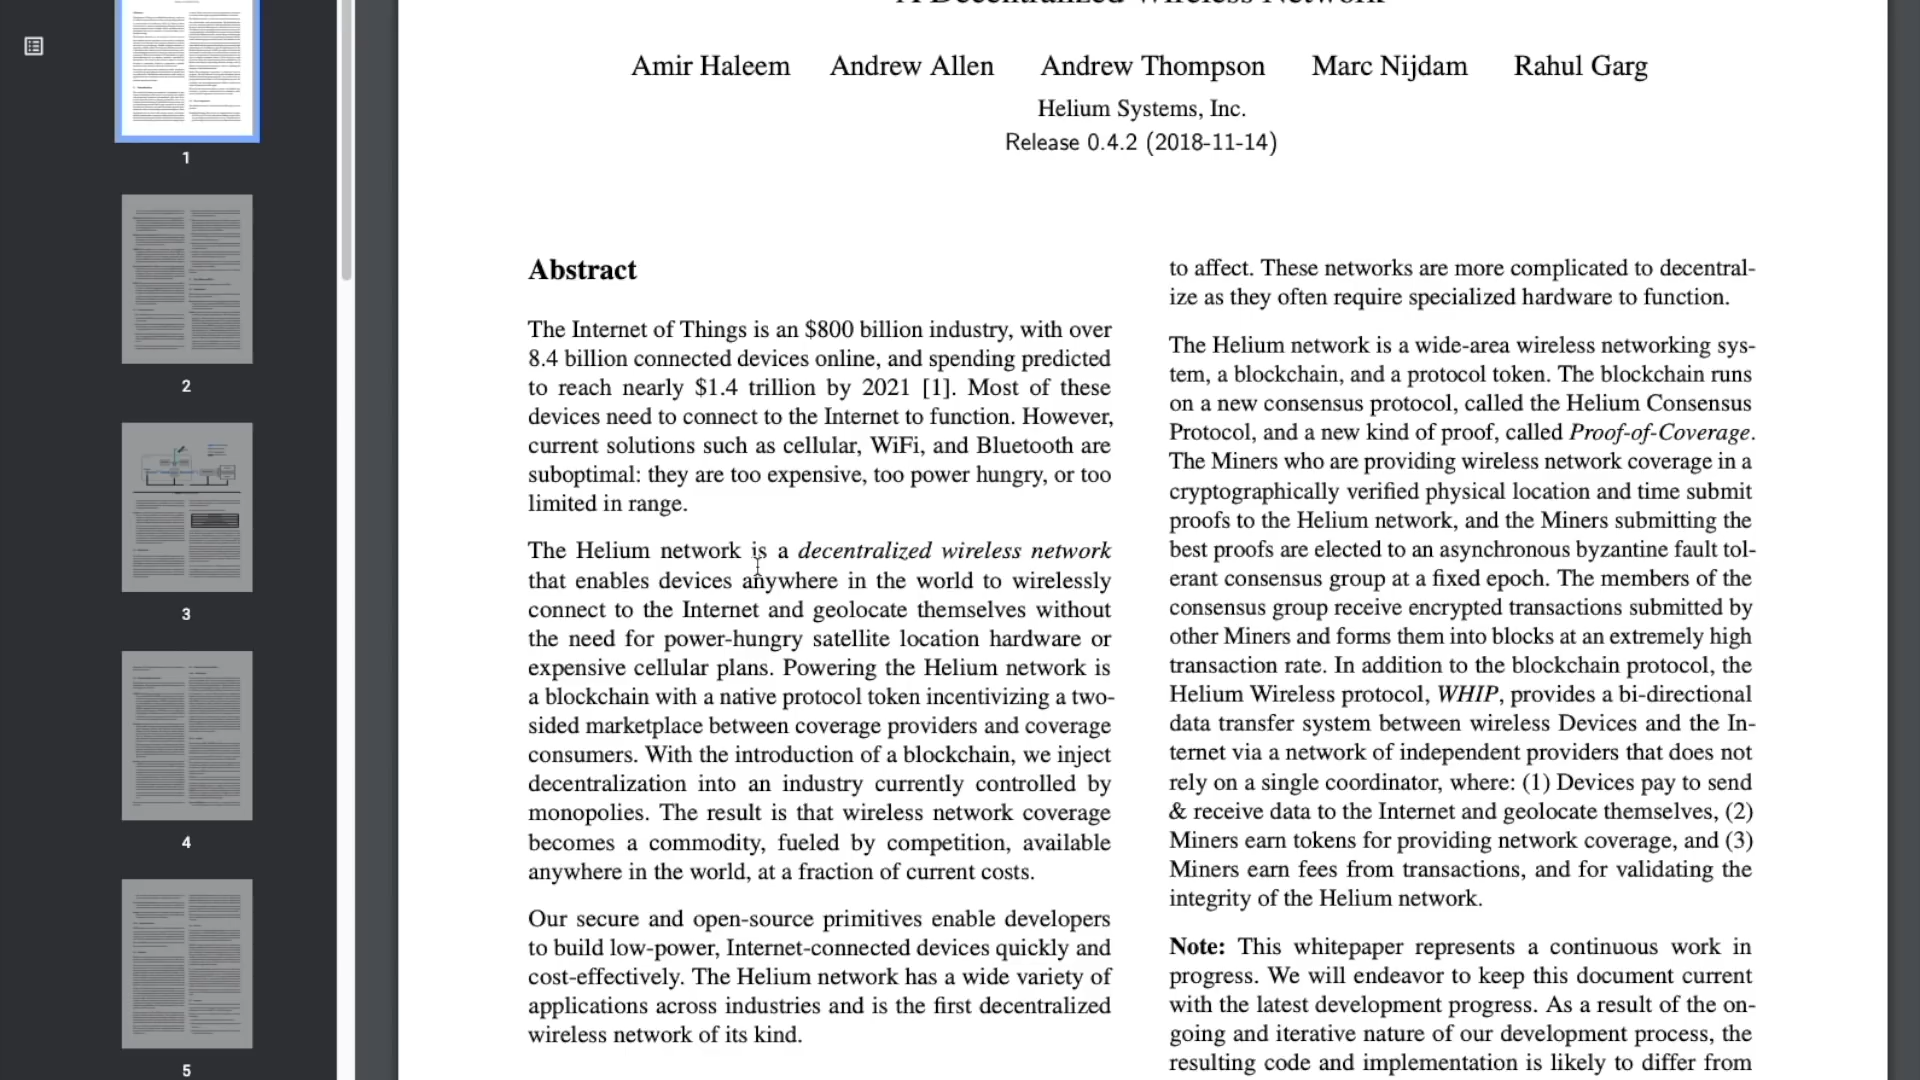 A Decentralized Wireless Network
Amir Haleem Andrew Allen Andrew Thompson Marc Nijdam Rahul Garg
Helium Systems, Inc.
Release 0.4.2 (2018-11-14)
Abstract
The Internet of Things is an $800 billion industry, with over
8.4 billion connected devices online, and spending predicted
to reach nearly $1.4 trillion by 2021 [1]. Most of these
devices need to connect to the Internet to function. However,
current solutions such as cellular, WiFi, and Bluetooth are
suboptimal: they are too expensive, too power hungry, or too
limited in range.
The Helium network is a decentralized wireless network
that enables devices anywhere in the world to wirelessly
connect to the Internet and geolocate themselves without
the need for power-hungry satellite location hardware or
expensive cellular plans. Powering the Helium network is
a blockchain with a native protocol token incentivizing a two-
sided marketplace between coverage providers and coverage
consumers. With the introduction of a blockchain, we inject
decentralization into an industry currently controlled by
monopolies. The result is that wireless network coverage
becomes a commodity, fueled by competition, available
anywhere in the world, at a fraction of current costs.
Our secure and open-source primitives enable developers
to build low-power, Internet-connected devices quickly and
cost-effectively. The Helium network has a wide variety of
applications across industries and is the first decentralized
wireless network of its kind.
to affect. These networks are more complicated to decentral-
ize as they often require specialized hardware to function.
The Helium network is a wide-area wireless networking sys-
tem, a blockchain, and a protocol token. The blockchain runs
on a new consensus protocol, called the Helium Consensus
Protocol, and a new kind of proof, called Proof-of-Coverage.
The Miners who are providing wireless network coverage in a
cryptographically verified physical location and time submit
proofs to the Helium network, and the Miners submitting the
best proofs are elected to an asynchronous byzantine fault tol-
erant consensus group at a fixed epoch. The members of the
consensus group receive encrypted transactions submitted by
other Miners and forms them into blocks at an extremely high
transaction rate. In addition to the blockchain protocol, the
Helium Wireless protocol, WHIP, provides a bi-directional
data transfer system between wireless Devices and the In-
ternet via a network of independent providers that does not
rely on a single coordinator, where: (1) Devices pay to send
& receive data to the Internet and geolocate themselves, (2)
Miners earn tokens for providing network coverage, and (3)
Miners earn fees from transactions, and for validating the
integrity of the Helium network.
Note: This whitepaper represents a continuous work in
progress. We will endeavor to keep this document current
with the latest development progress. As a result of the on-
going and iterative nature of our development process, the
resulting code and implementation is likely to differ from
1
2
3
4
5